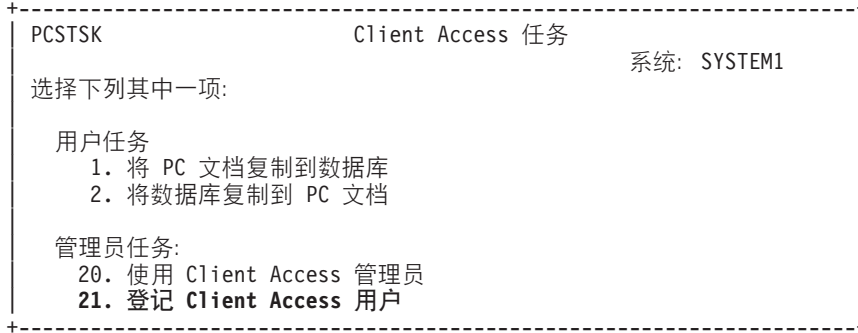 PCSTSK Client Access 任务
系统: SYSTEM1
选择下列其中一项:
用户任务
1. 将 PC 文档复制到数据库
2. 将数据库复制到 PC 文档
管理员任务:
20. 使用 Client Access 管理员
21. 登记 Client Access 用户